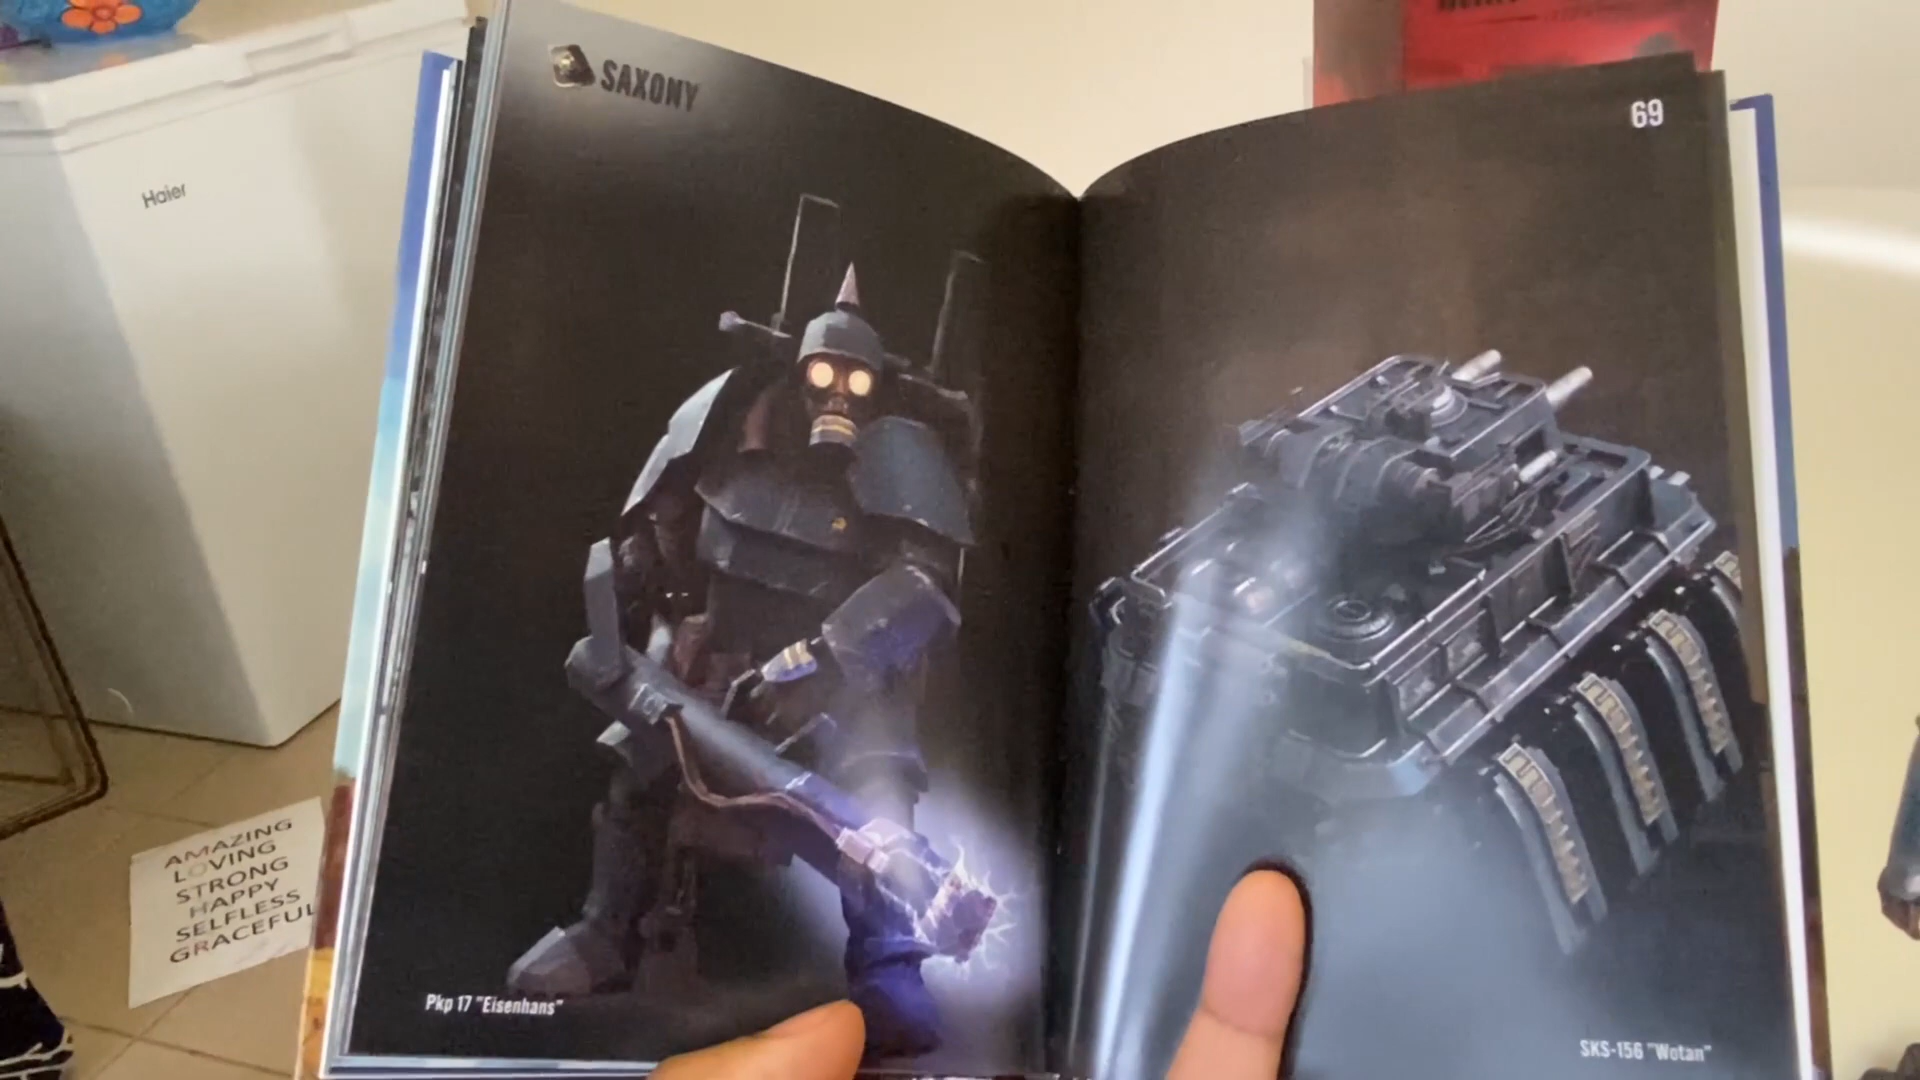 SAXONY
69
Haier
AMAZING
LOVING
STRONG
HAPPY
SELFLESS
GRACEFUL
Pkp 17 "Eisenhans"
SKS-156 "Wotan"